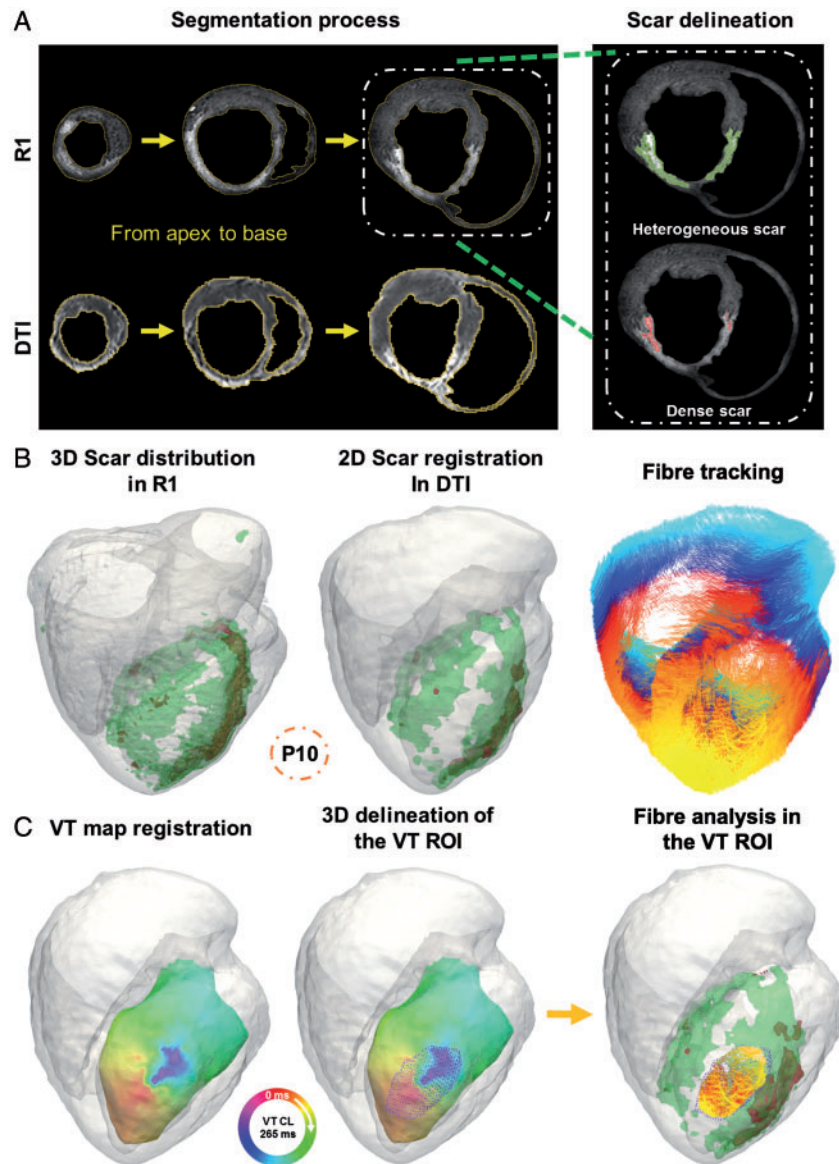 A
Segmentation process
Scar delineation
R1
From apex to base
Heterogeneous scar
DTI
Dense scar
B
3D Scar distribution
in R1
2D Scar registration
In DTI
Fibre tracking
P10
C
VT map registration
3D delineation of
the VT ROI
Fibre analysis in
the VT ROI
0 ms
VT CL
265 ms